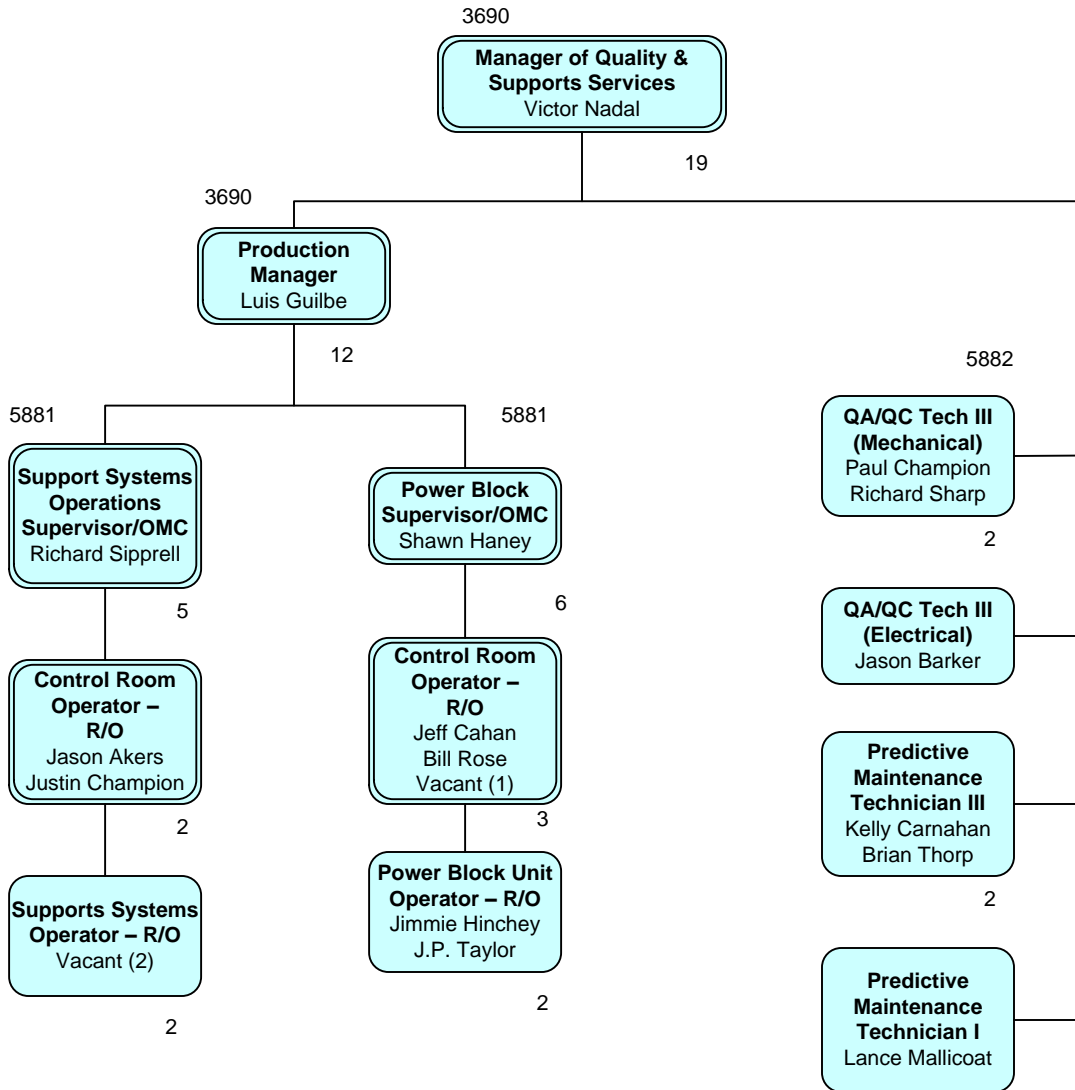 3690
Manager of Quality &
Supports Services
Victor Nadal
19
3690
Production
Manager
Luis Guilbe
12
5881
Support Systems
Operations
Supervisor/OMC
Richard Sipprell
5
Control Room
Operator –
R/O
Jason Akers
Justin Champion
2
Supports Systems
Operator – R/O
Vacant (2)
2
5881
Power Block
Supervisor/OMC
Shawn Haney
6
Control Room
Operator –
R/O
Jeff Cahan
Bill Rose
Vacant (1)
3
Power Block Unit
Operator – R/O
Jimmie Hinchey
J.P. Taylor
2
5882
QA/QC Tech III
(Mechanical)
Paul Champion
Richard Sharp
2
QA/QC Tech III
(Electrical)
Jason Barker
Predictive
Maintenance
Technician III
Kelly Carnahan
Brian Thorp
2
Predictive
Maintenance
Technician I
Lance Mallicoat